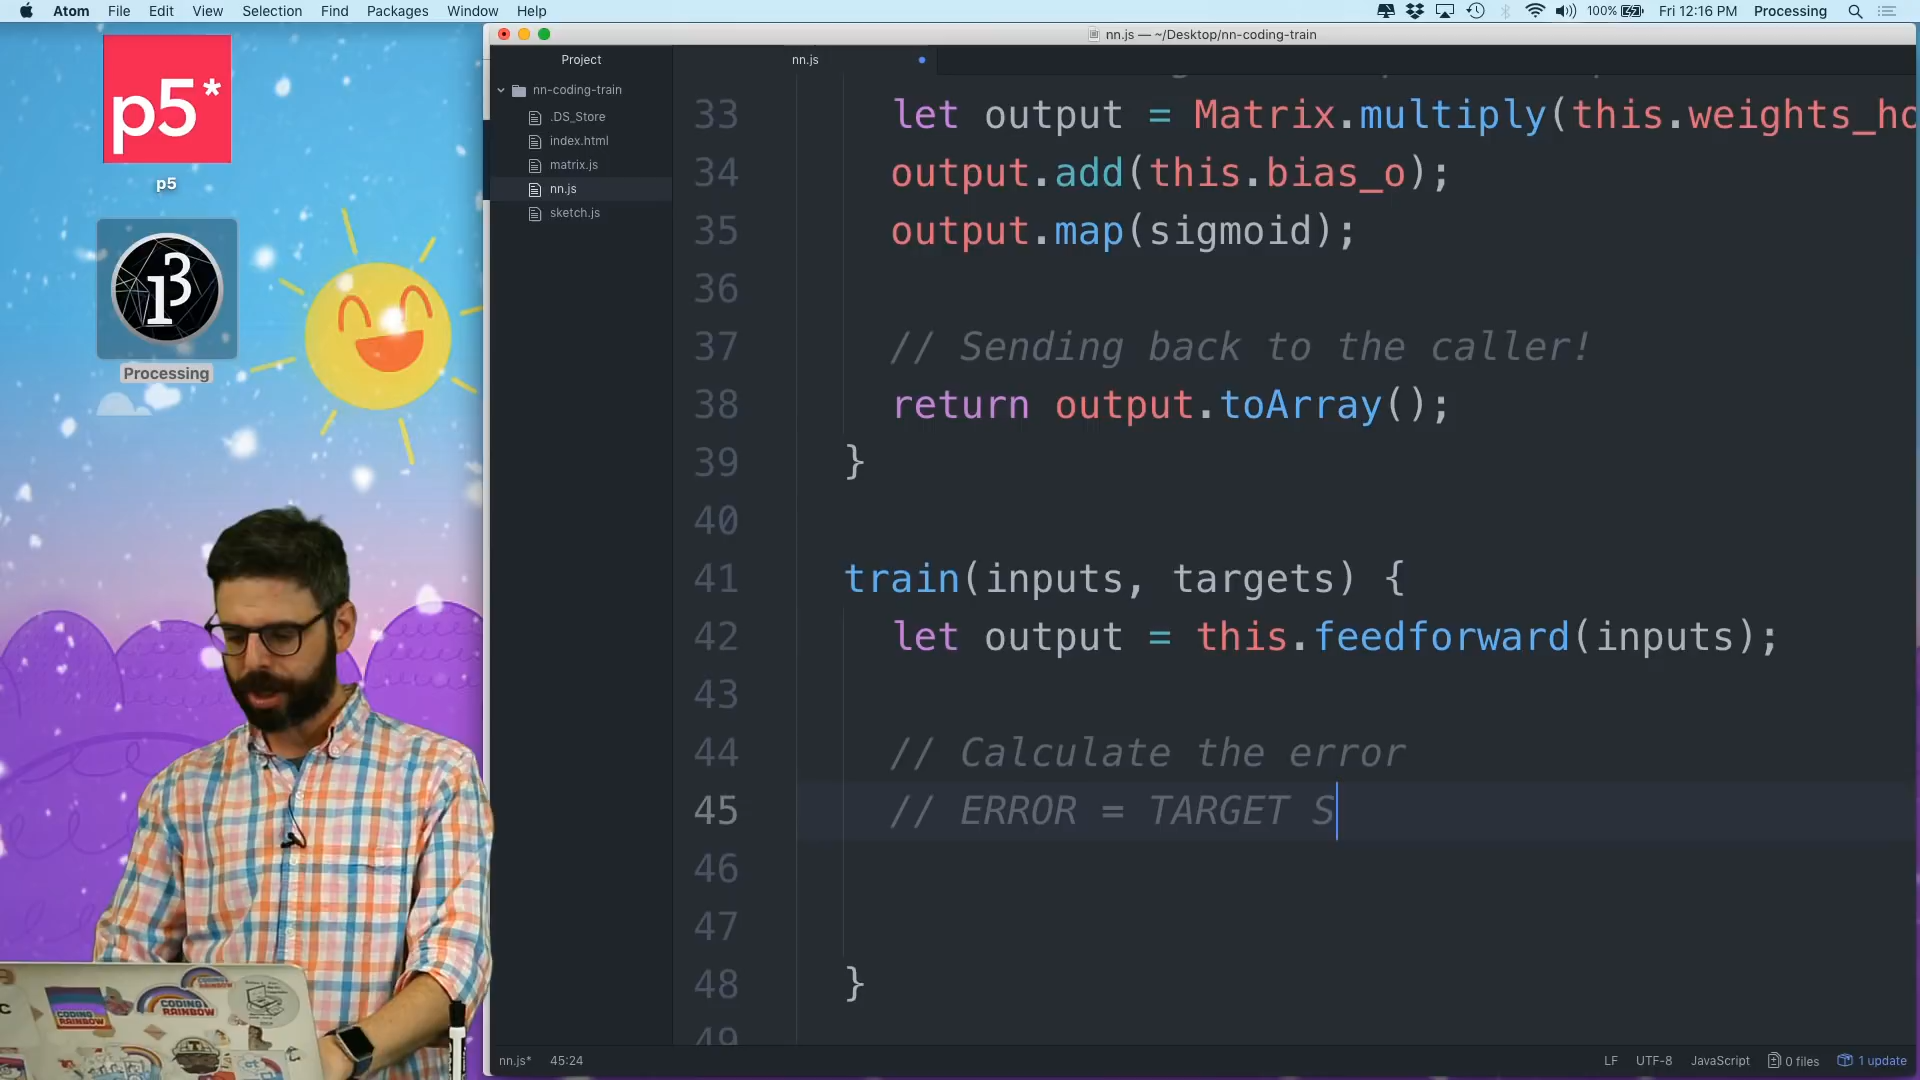 Atom File Edit View Selection Find Packages Window Help
100% Fri 12:16 PM Processing
nn.js — ~/Desktop/nn-coding-train
Project
nn.js
nn-coding-train
.DS_Store
index.html
matrix.js
nn.js
sketch.js
p5*
p5
Processing
33 let output = Matrix.multiply(this.weights_ho
34 output.add(this.bias_o);
35 output.map(sigmoid);
36
37 // Sending back to the caller!
38 return output.toArray();
39 }
40
41 train(inputs, targets) {
42 let output = this.feedforward(inputs);
43
44 // Calculate the error
45 // ERROR = TARGET S
46
47
48 }
49
CODING
RAINBOW
CODING
RAINBOW
nn.js* 45:24
LF UTF-8 JavaScript 0 files 1 update